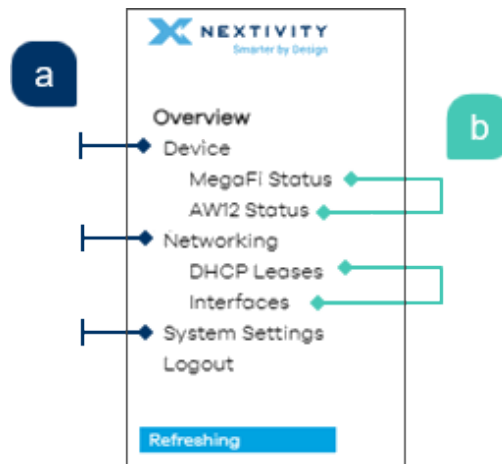 NEXTIVITY
Smarter by Design
a
Overview
b
Device
MegaFi Status
AW12 Status
Networking
DHCP Leases
Interfaces
System Settings
Logout
Refreshing